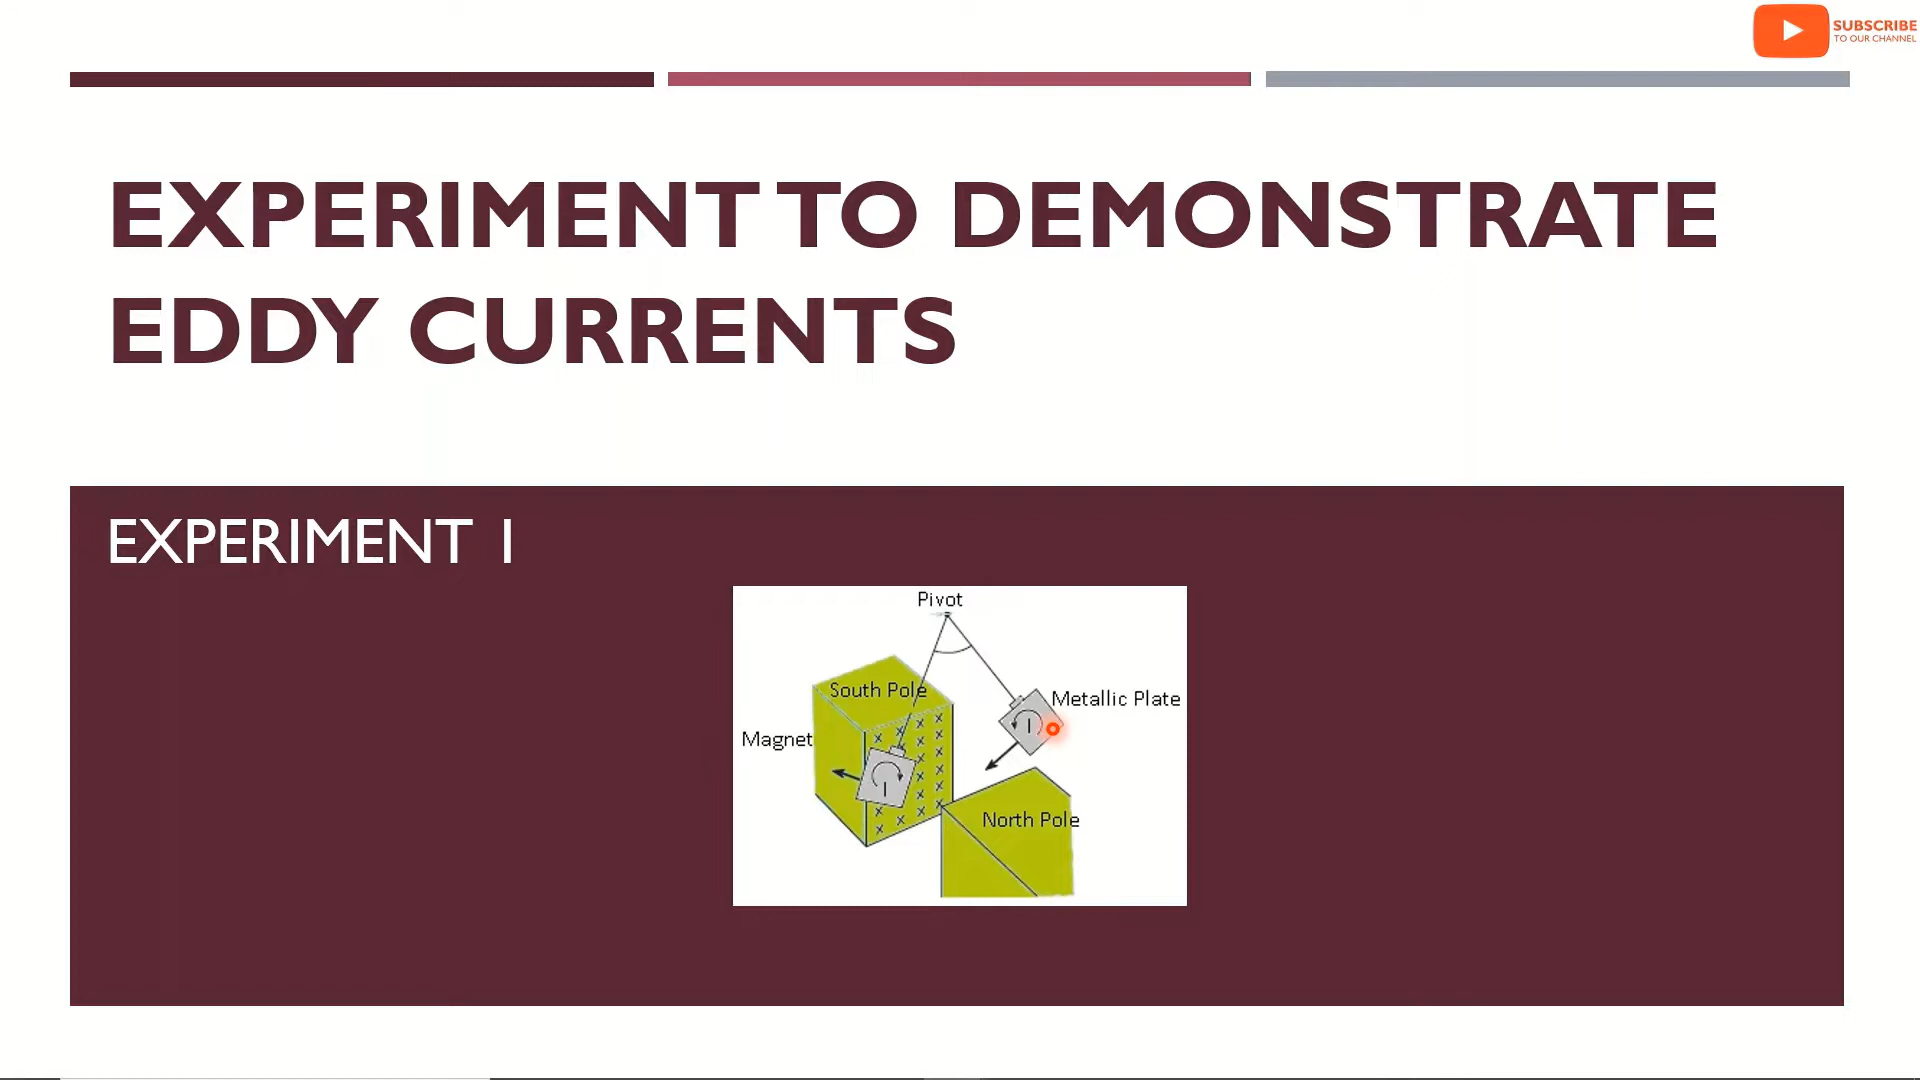 SUBSCRIBE
TO OUR CHANNEL
EXPERIMENT TO DEMONSTRATE
EDDY CURRENTS
EXPERIMENT 1
Pivot
South Pole
Metallic Plate
I
Magnet
I
North Pole